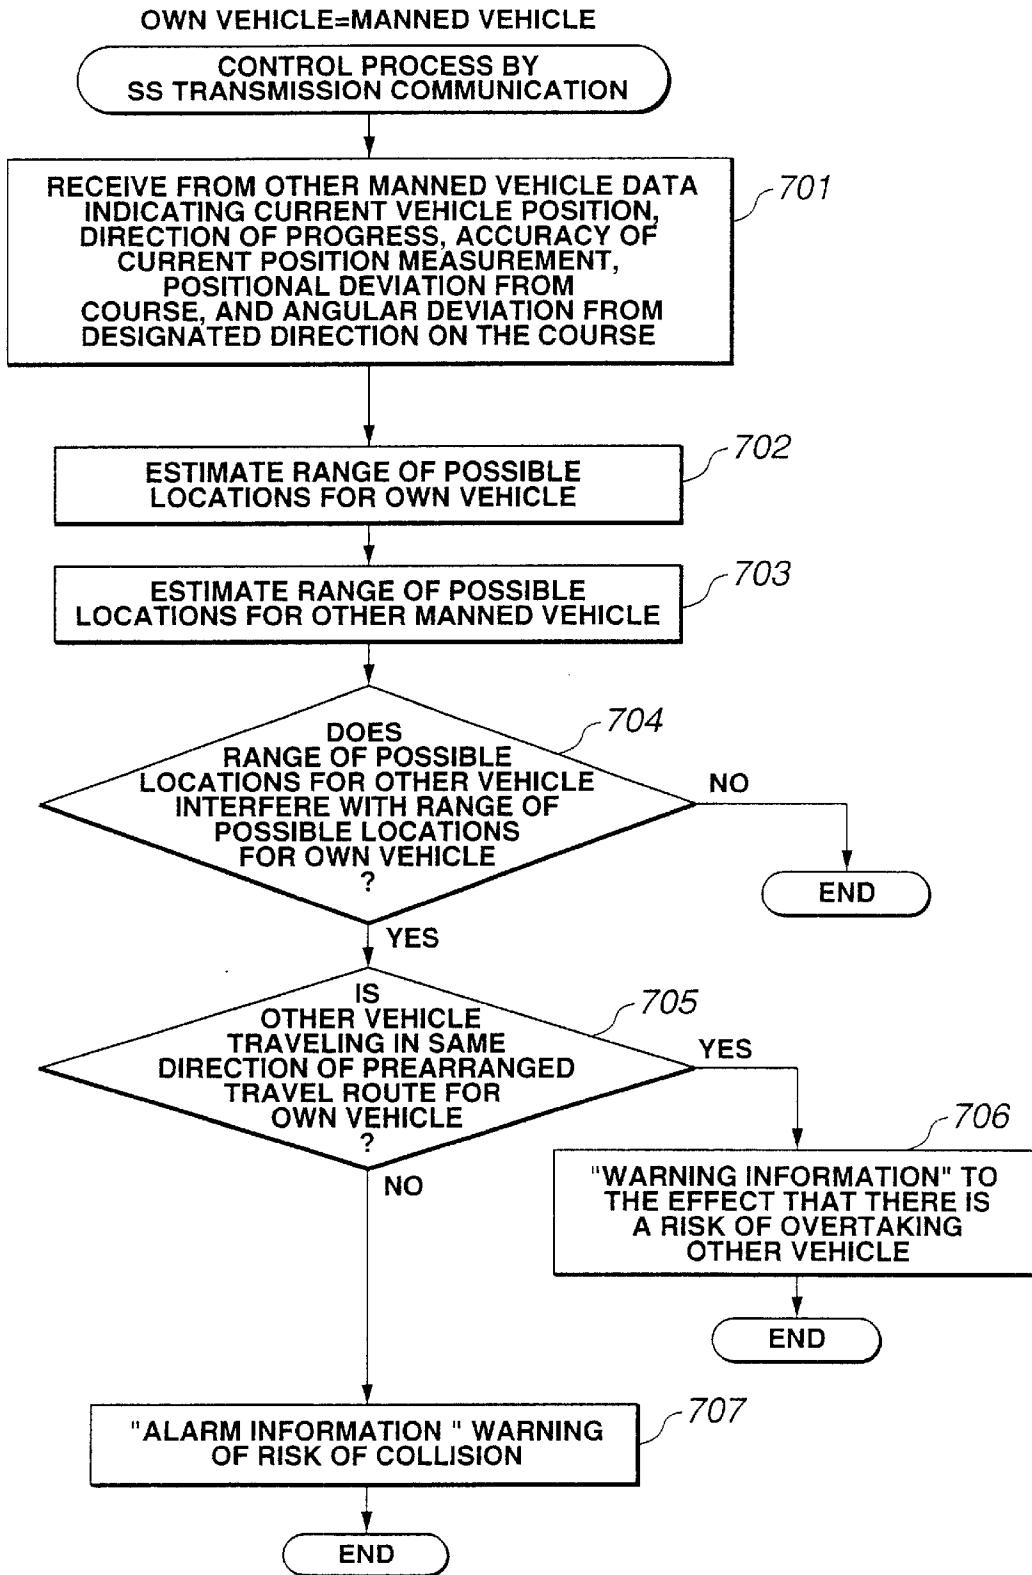 OWN VEHICLE=MANNED VEHICLE
CONTROL PROCESS BY
SS TRANSMISSION COMMUNICATION
701
RECEIVE FROM OTHER MANNED VEHICLE DATA
INDICATING CURRENT VEHICLE POSITION,
DIRECTION OF PROGRESS, ACCURACY OF
CURRENT POSITION MEASUREMENT,
POSITIONAL DEVIATION FROM
COURSE, AND ANGULAR DEVIATION FROM
DESIGNATED DIRECTION ON THE COURSE
702
ESTIMATE RANGE OF POSSIBLE
LOCATIONS FOR OWN VEHICLE
703
ESTIMATE RANGE OF POSSIBLE
LOCATIONS FOR OTHER MANNED VEHICLE
704
DOES
RANGE OF POSSIBLE
LOCATIONS FOR OTHER VEHICLE
INTERFERE WITH RANGE OF
POSSIBLE LOCATIONS
FOR OWN VEHICLE
?
NO
END
YES
705
IS
OTHER VEHICLE
TRAVELING IN SAME
DIRECTION OF PREARRANGED
TRAVEL ROUTE FOR
OWN VEHICLE
?
YES
706
"WARNING INFORMATION" TO
THE EFFECT THAT THERE IS
A RISK OF OVERTAKING
OTHER VEHICLE
END
NO
707
"ALARM INFORMATION " WARNING
OF RISK OF COLLISION
END